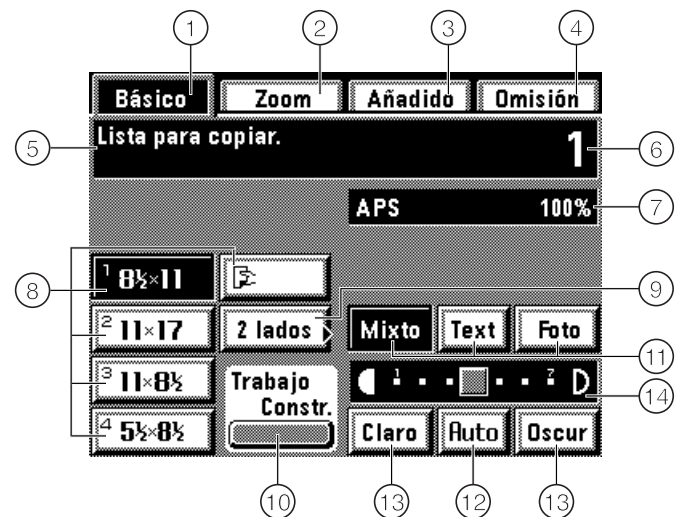 1 2 3 4
Básico Zoom Añadido Omisión
5 Lista para copiar. 1 6
APS 100% 7
8 1 8½×11
2 11×17 2 lados 9 Mixto Text Foto
11
3 11×8½ Trabajo Constr. 1 7 14
4 5½×8½ Claro Auto Oscur
10 13 12 13